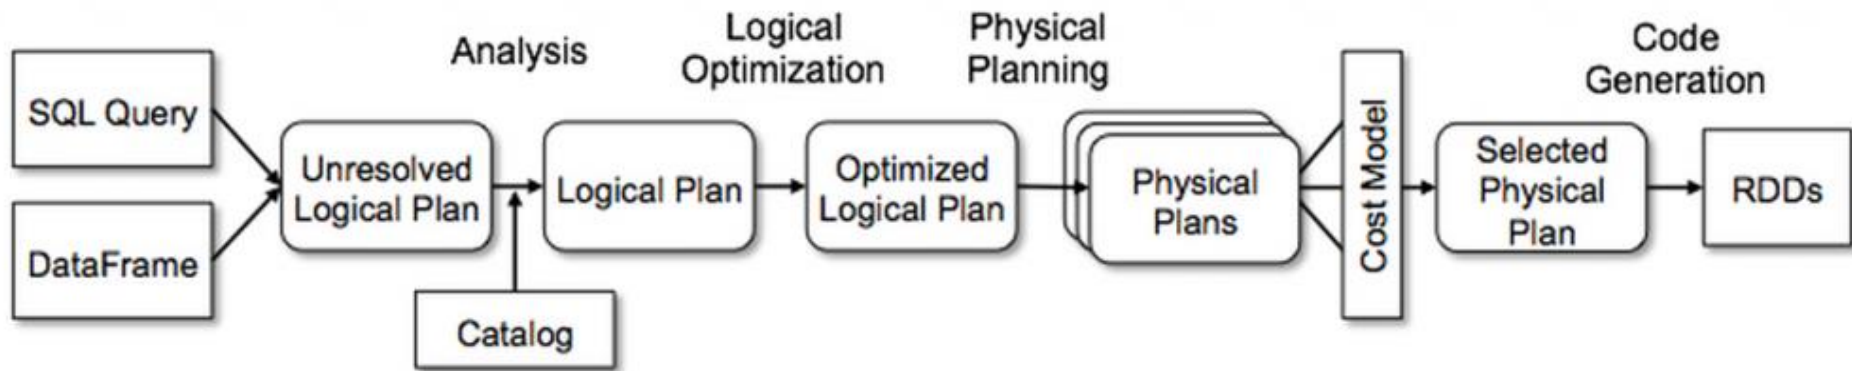 Analysis
Logical
Optimization
Physical
Planning
Code
Generation
SQL Query
DataFrame
Unresolved
Logical Plan
Catalog
Logical Plan
Optimized
Logical Plan
Physical
Plans
Cost Model
Selected
Physical
Plan
RDDs